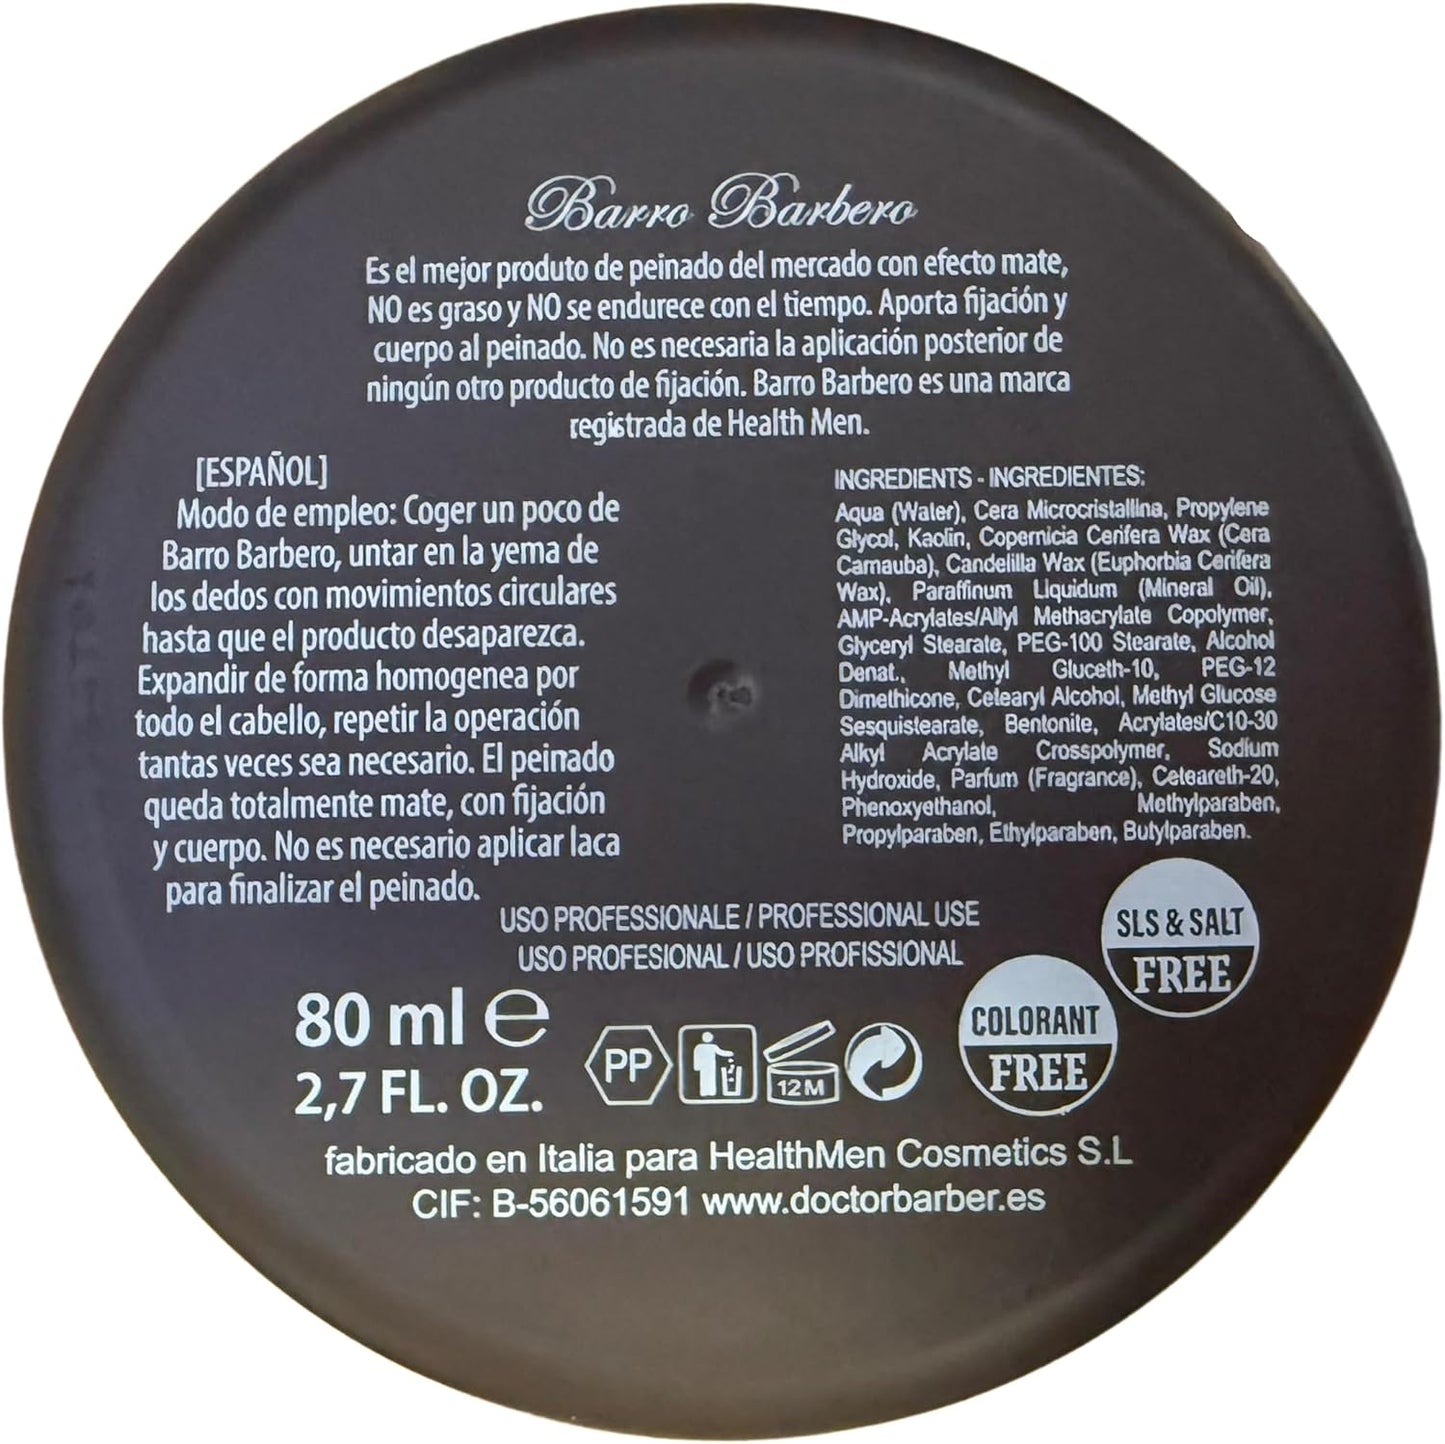 Barro Barbero
Es el mejor produto de peinado del mercado con efecto mate,
NO es graso y NO se endurece con el tiempo. Aporta fijación y
cuerpo al peinado. No es necesaria la aplicación posterior de
ningún otro producto de fijación. Barro Barbero es una marca
registrada de Health Men.
[ESPAÑOL]
Modo de empleo: Coger un poco de
Barro Barbero, untar en la yema de
los dedos con movimientos circulares
hasta que el producto desaparezca.
Expandir de forma homogenea por
todo el cabello, repetir la operación
tantas veces sea necesario. El peinado
queda totalmente mate, con fijación
y cuerpo. No es necesario aplicar laca
para finalizar el peinado.
INGREDIENTS - INGREDIENTES:
Aqua (Water), Cera Microcristallina, Propylene
Glycol, Kaolin, Copernicia Cerifera Wax (Cera
Carnauba), Candelilla Wax (Euphorbia Cerifera
Wax), Paraffinum Liquidum (Mineral Oil),
AMP-Acrylates/Allyl Methacrylate Copolymer,
Glyceryl Stearate, PEG-100 Stearate, Alcohol
Denat., Methyl Gluceth-10, PEG-12
Dimethicone, Cetearyl Alcohol, Methyl Glucose
Sesquistearate, Bentonite, Acrylates/C10-30
Alkyl Acrylate Crosspolymer, Sodium
Hydroxide, Parfum (Fragrance), Ceteareth-20,
Phenoxyethanol, Methylparaben,
Propylparaben, Ethylparaben, Butylparaben.
USO PROFESSIONALE / PROFESSIONAL USE
USO PROFESIONAL / USO PROFISSIONAL
SLS & SALT
FREE
COLORANT
FREE
80 ml e
2,7 FL. OZ.
PP
12M
fabricado en Italia para HealthMen Cosmetics S.L
CIF: B-56061591 www.doctorbarber.es